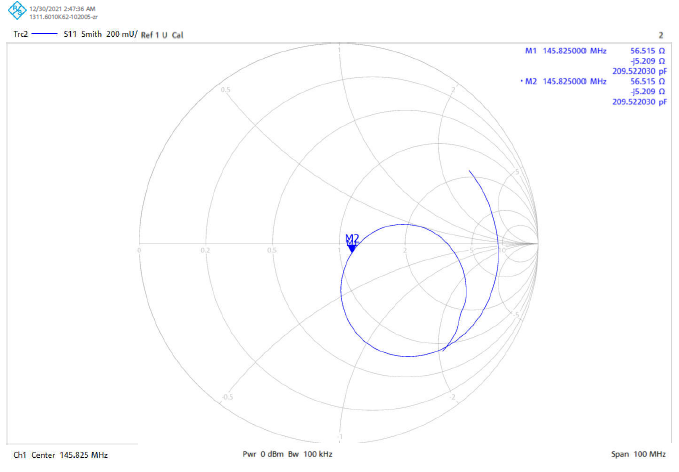 12/30/2021 2:47:36 AM
1311.6010K62-102005-zr
Trc2 S11 Smith 200 mU/ Ref 1 U Cal 2
M1 145.825000 MHz 56.515 Ω
-j5.209 Ω
209.522030 pF
• M2 145.825000 MHz 56.515 Ω
-j5.209 Ω
209.522030 pF
0.5 2
M2
0 0.2 0.5 2 5
-0.5 -2
-1
Ch1 Center 145.825 MHz Pwr 0 dBm Bw 100 kHz Span 100 MHz